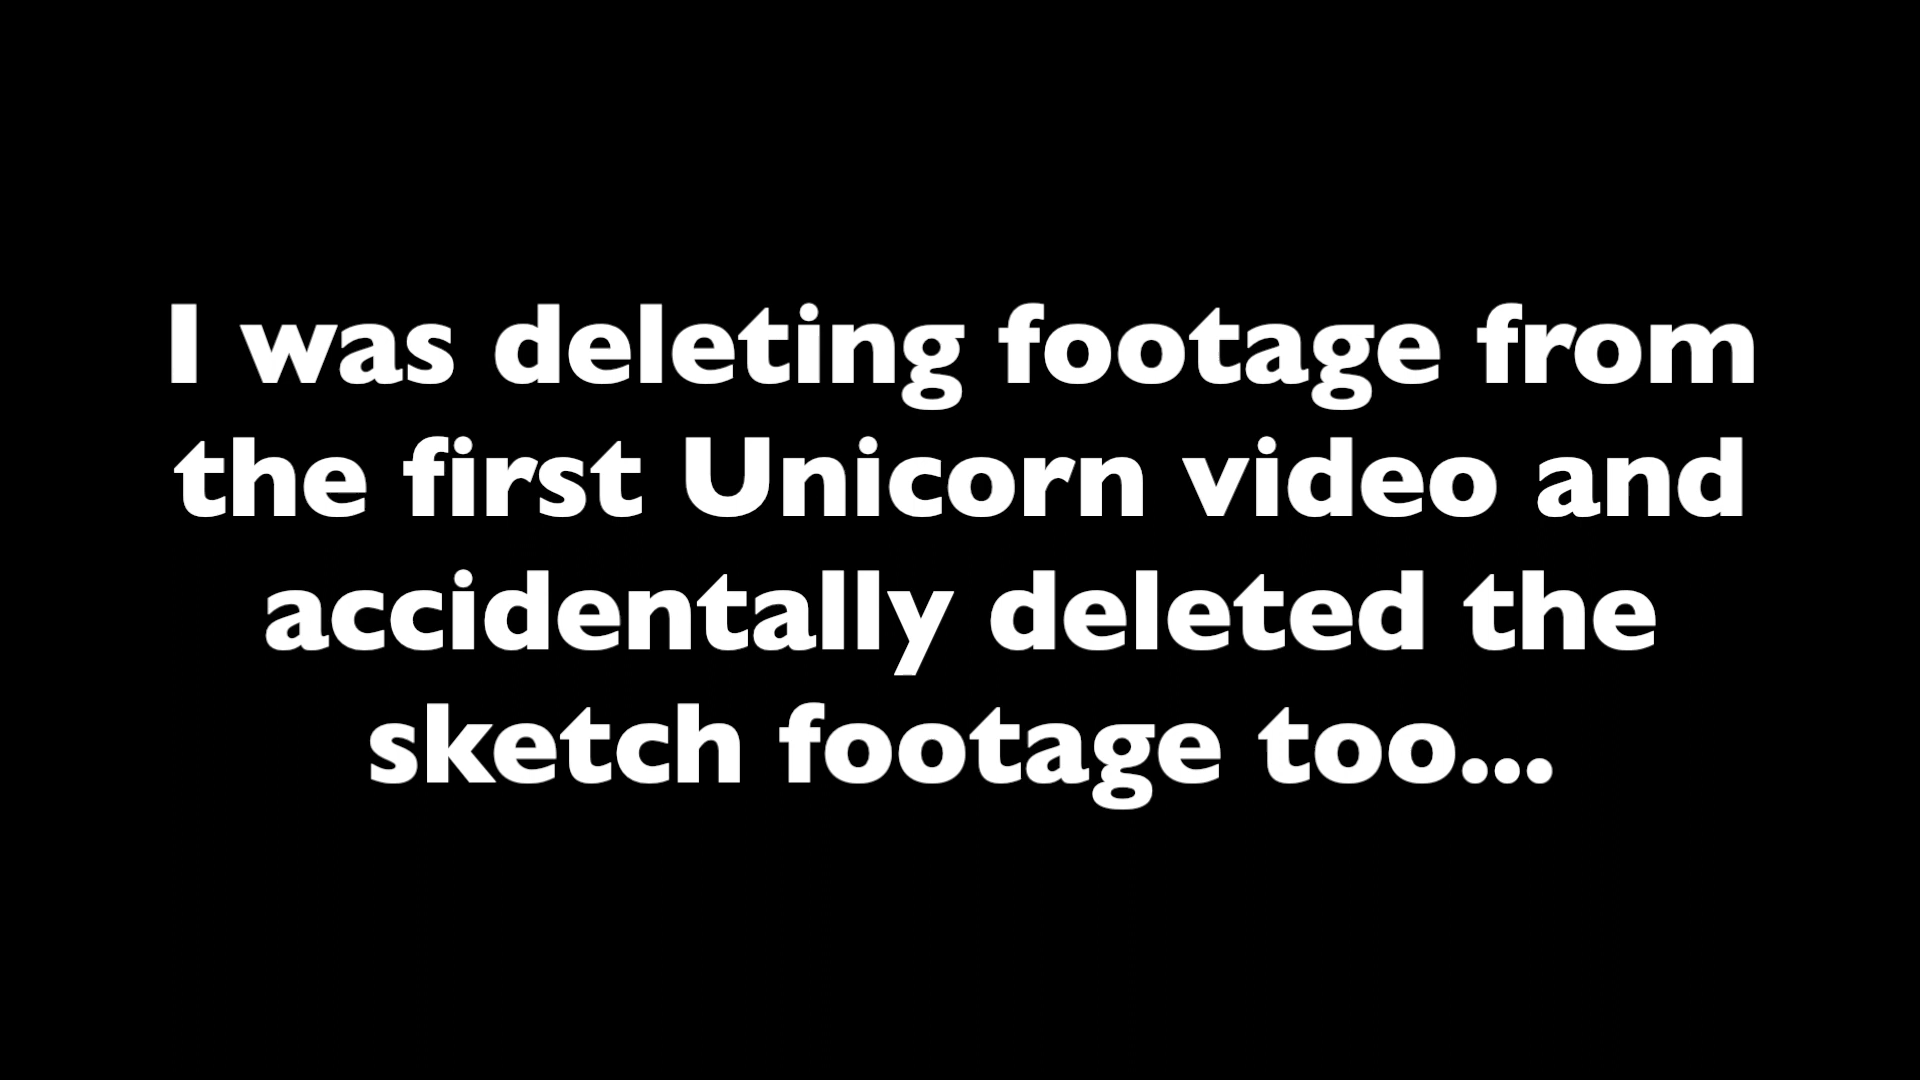 I was deleting footage from
the first Unicorn video and
accidentally deleted the
sketch footage too...